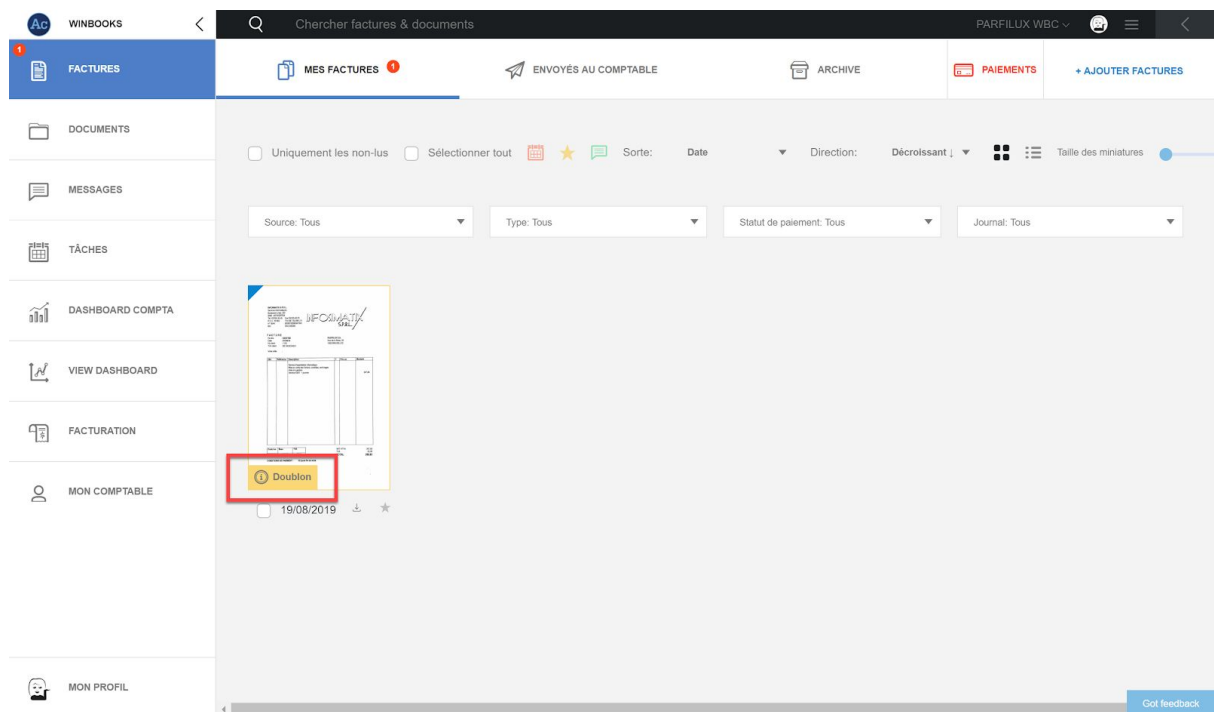 Ac WINBOOKS
Chercher factures & documents
PARFILUX WBC
1
FACTURES
MES FACTURES 1
ENVOYÉS AU COMPTABLE
ARCHIVE
PAIEMENTS
+ AJOUTER FACTURES
DOCUMENTS
MESSAGES
TÂCHES
DASHBOARD COMPTA
VIEW DASHBOARD
FACTURATION
MON COMPTABLE
MON PROFIL
Uniquement les non-lus
Sélectionner tout
Sorte: Date
Direction: Décroissant ↓
Taille des miniatures
Source: Tous
Type: Tous
Statut de paiement: Tous
Journal: Tous
INFORMATIX
S.P.R.L.
Doublon
19/08/2019
Got feedback